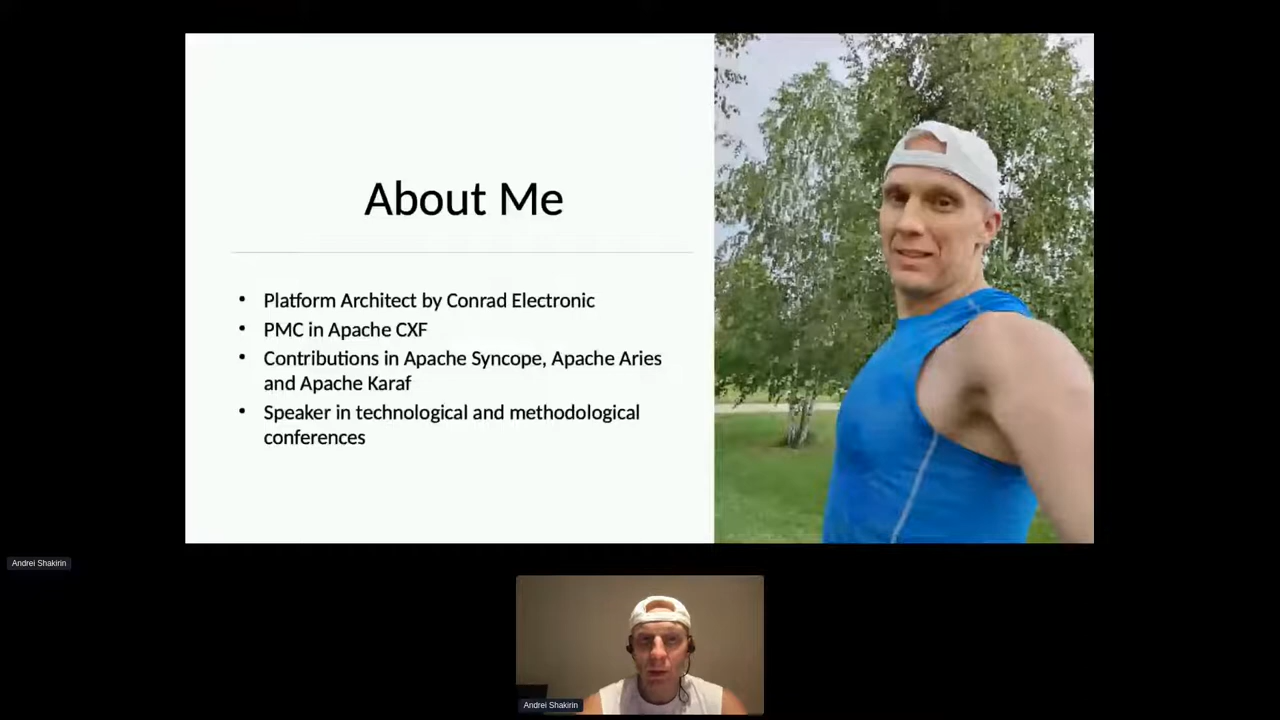 About Me
• Platform Architect by Conrad Electronic
• PMC in Apache CXF
• Contributions in Apache Syncope, Apache Aries
and Apache Karaf
• Speaker in technological and methodological
conferences
Andrei Shakirin
Andrei Shakirin